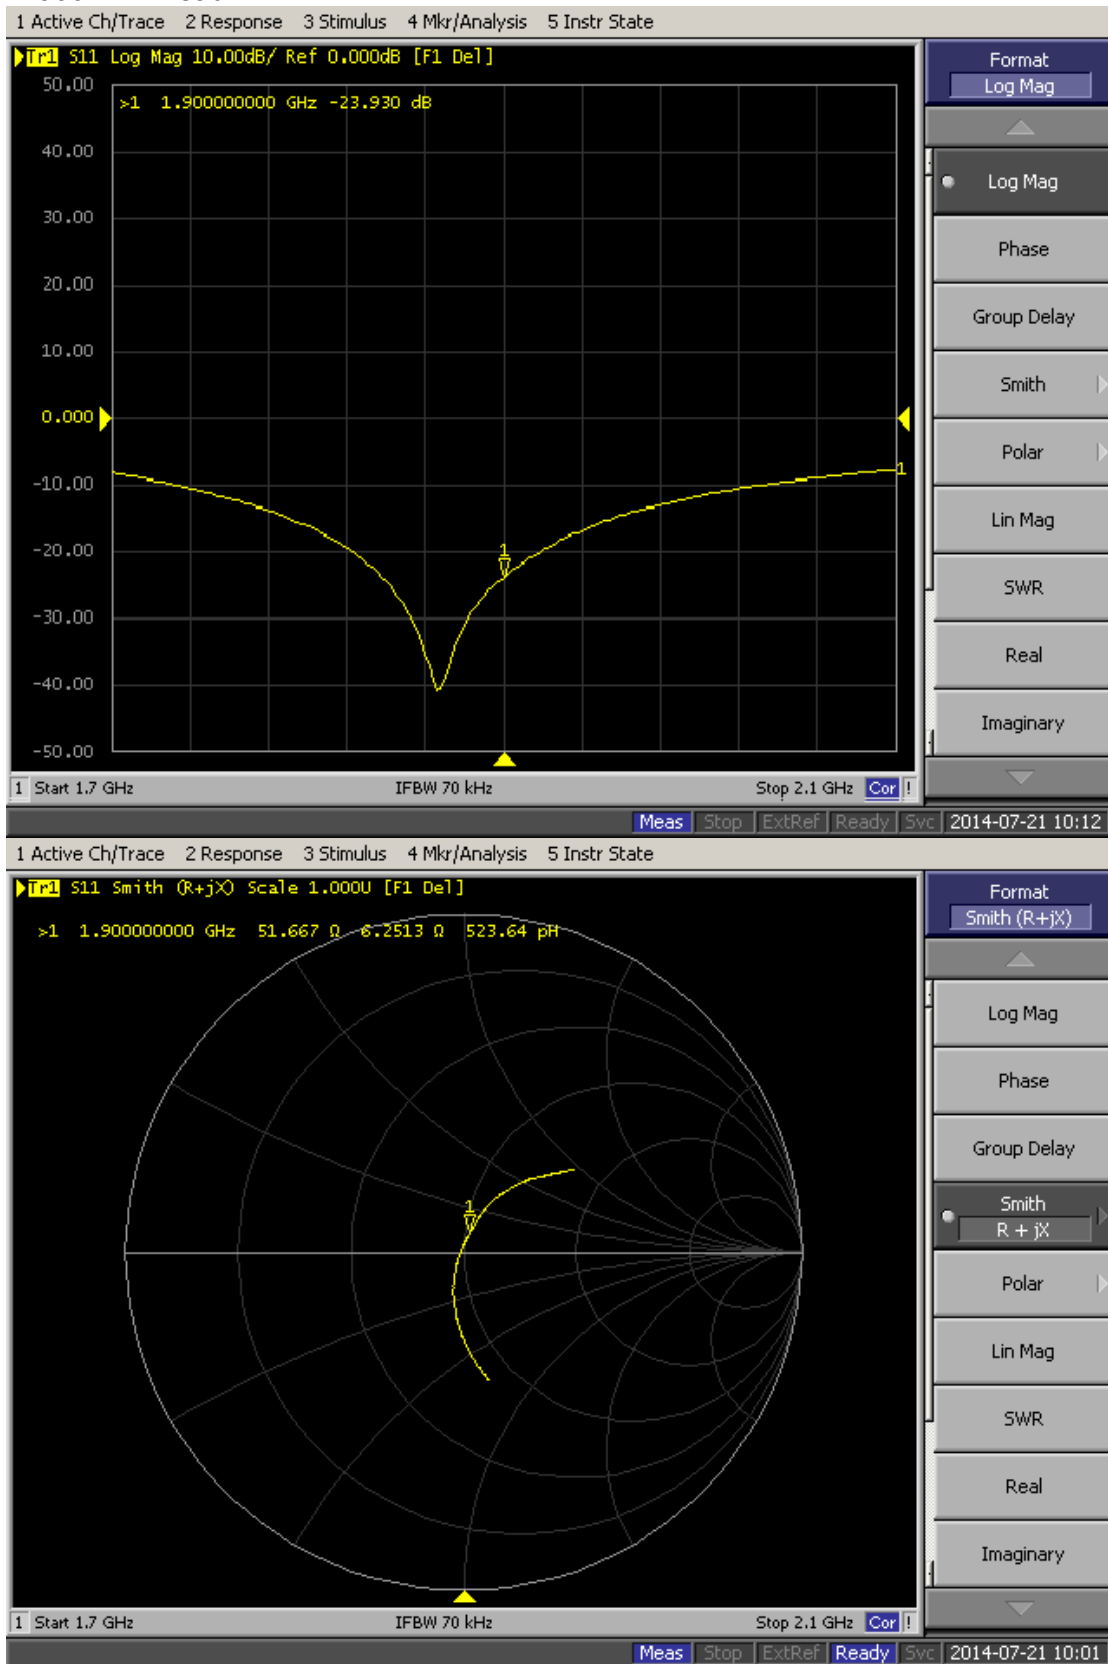 1 Active Ch/Trace 2 Response 3 Stimulus 4 Mkr/Analysis 5 Instr State
Tr1 S11 Log Mag 10.00dB/ Ref 0.000dB [F1 Del]
>1 1.900000000 GHz -23.930 dB
50.00
40.00
30.00
20.00
10.00
0.000
-10.00
-20.00
-30.00
-40.00
-50.00
1
1
Format
Log Mag
Log Mag
Phase
Group Delay
Smith
Polar
Lin Mag
SWR
Real
Imaginary
1 Start 1.7 GHz IFBW 70 kHz Stop 2.1 GHz Cor !
Meas Stop ExtRef Ready Svc 2014-07-21 10:12
1 Active Ch/Trace 2 Response 3 Stimulus 4 Mkr/Analysis 5 Instr State
Tr1 S11 Smith (R+jX) Scale 1.000U [F1 Del]
>1 1.900000000 GHz 51.667 Ω 6.2513 Ω 523.64 pH
1
Format
Smith (R+jX)
Log Mag
Phase
Group Delay
Smith
R + jX
Polar
Lin Mag
SWR
Real
Imaginary
1 Start 1.7 GHz IFBW 70 kHz Stop 2.1 GHz Cor !
Meas Stop ExtRef Ready Svc 2014-07-21 10:01